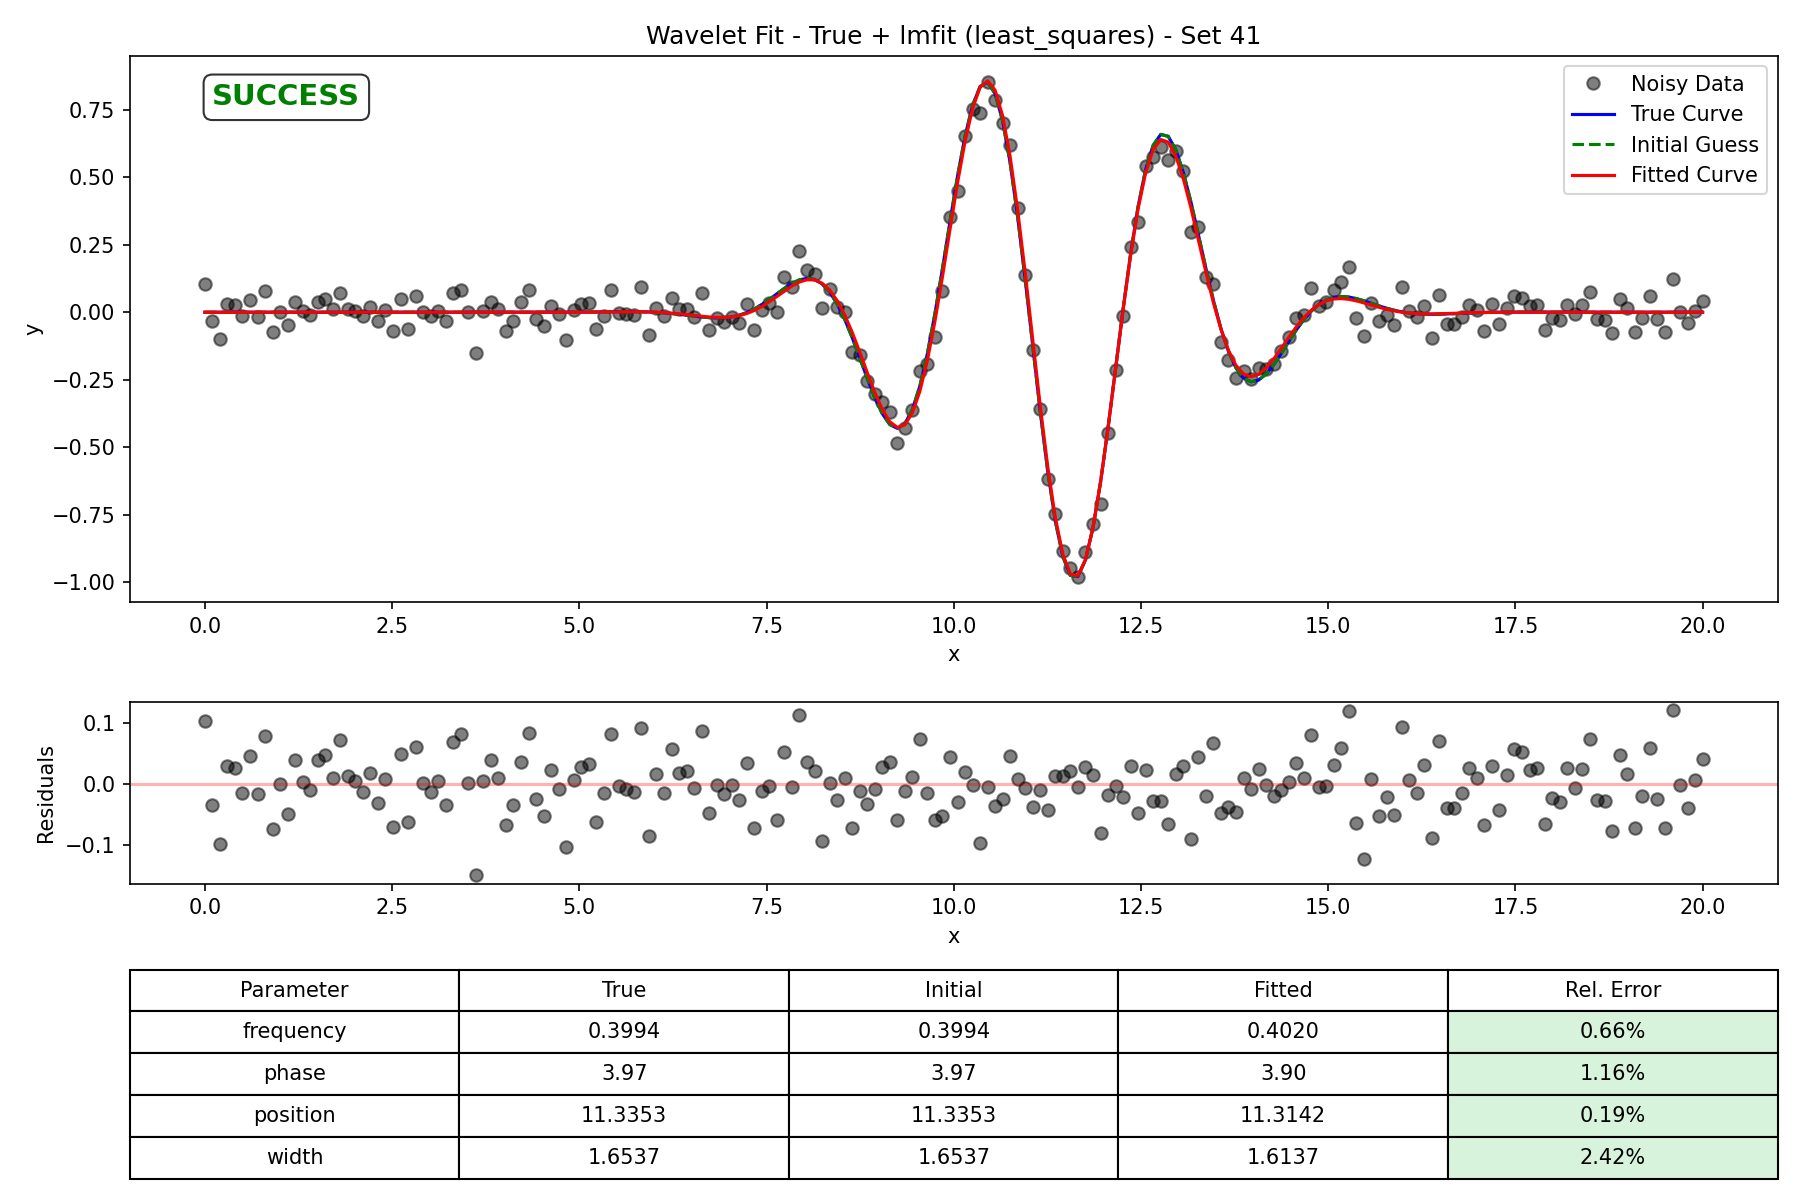 Wavelet Fit - True + lmfit (least_squares) - Set 41
SUCCESS
Noisy Data
True Curve
Initial Guess
Fitted Curve
y
0.75
0.50
0.25
0.00
−0.25
−0.50
−0.75
−1.00
0.0 2.5 5.0 7.5 10.0 12.5 15.0 17.5 20.0
x
Residuals
0.1
0.0
−0.1
0.0 2.5 5.0 7.5 10.0 12.5 15.0 17.5 20.0
x
Parameter True Initial Fitted Rel. Error
frequency 0.3994 0.3994 0.4020 0.66%
phase 3.97 3.97 3.90 1.16%
position 11.3353 11.3353 11.3142 0.19%
width 1.6537 1.6537 1.6137 2.42%